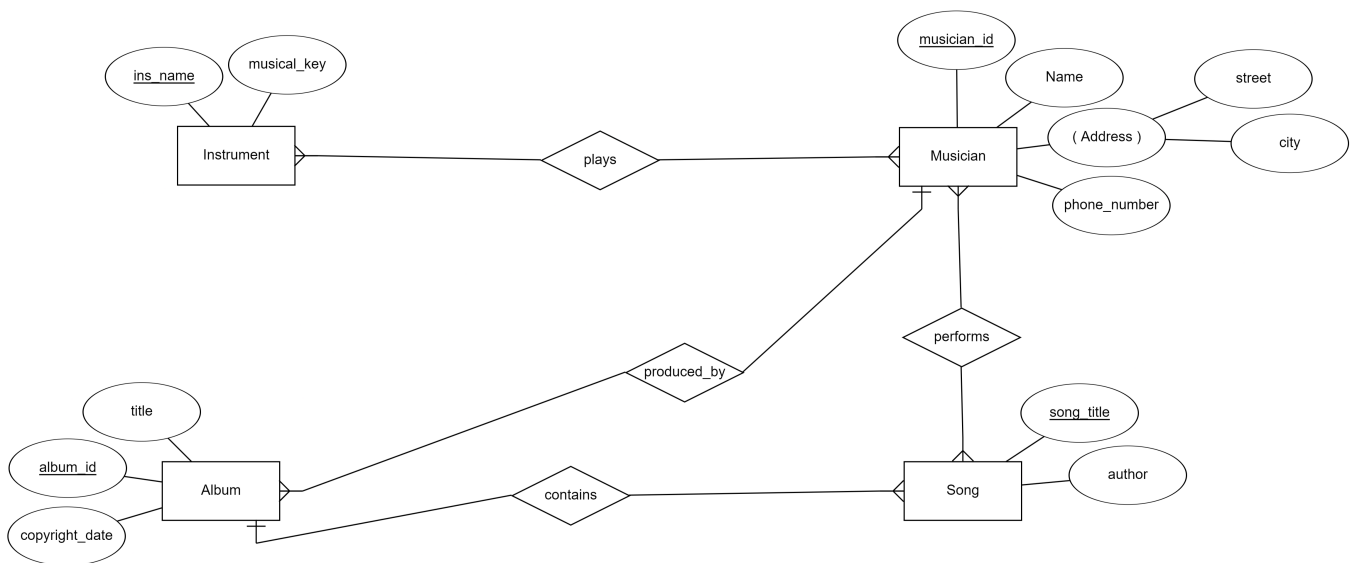 musician_id
ins_name
musical_key
Name
street
Instrument
plays
Musician
( Address )
city
phone_number
performs
produced_by
title
song_title
album_id
Album
contains
Song
author
copyright_date